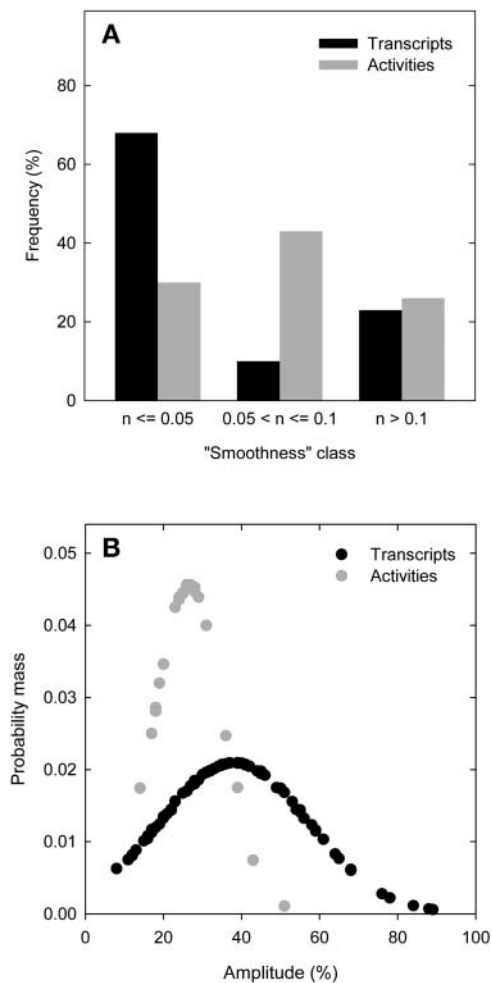 A
Transcripts
Activities
80
60
40
20
0
Frequency (%)
n <= 0.05
0.05 < n <= 0.1
n > 0.1
"Smoothness" class
B
Transcripts
Activities
0.05
0.04
0.03
0.02
0.01
0.00
Probability mass
0
20
40
60
80
100
Amplitude (%)